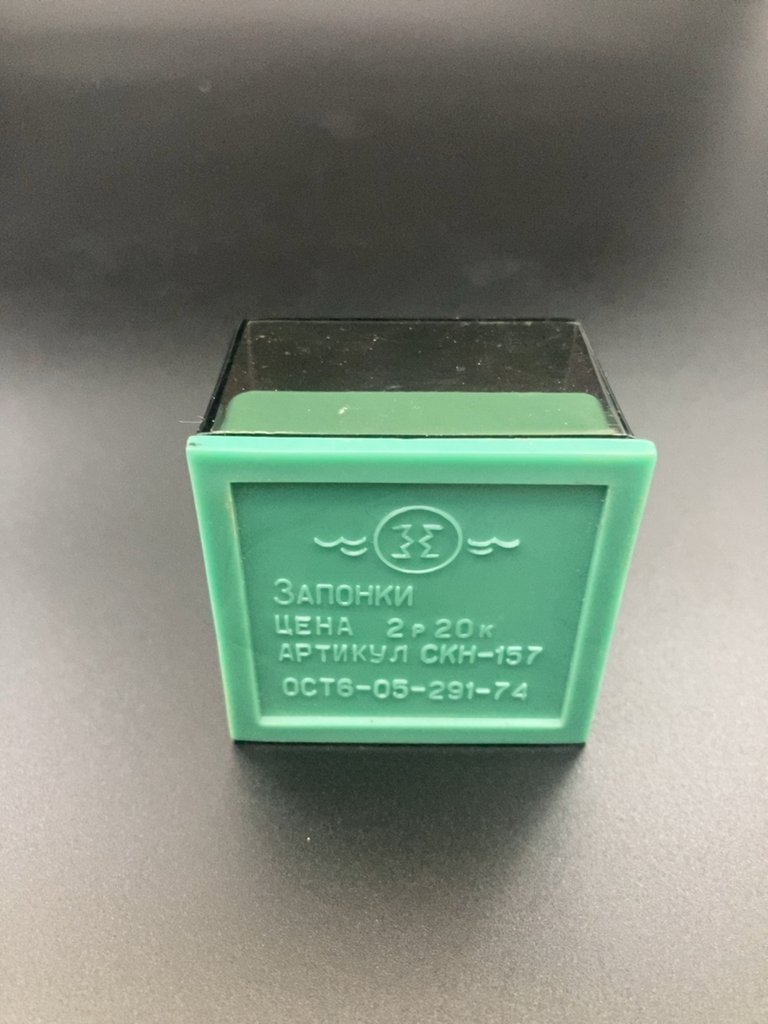 ЗАПОНКИ
ЦЕНА 2 р 20 к
АРТИКУЛ СКН-157
ОСТ6-05-291-74